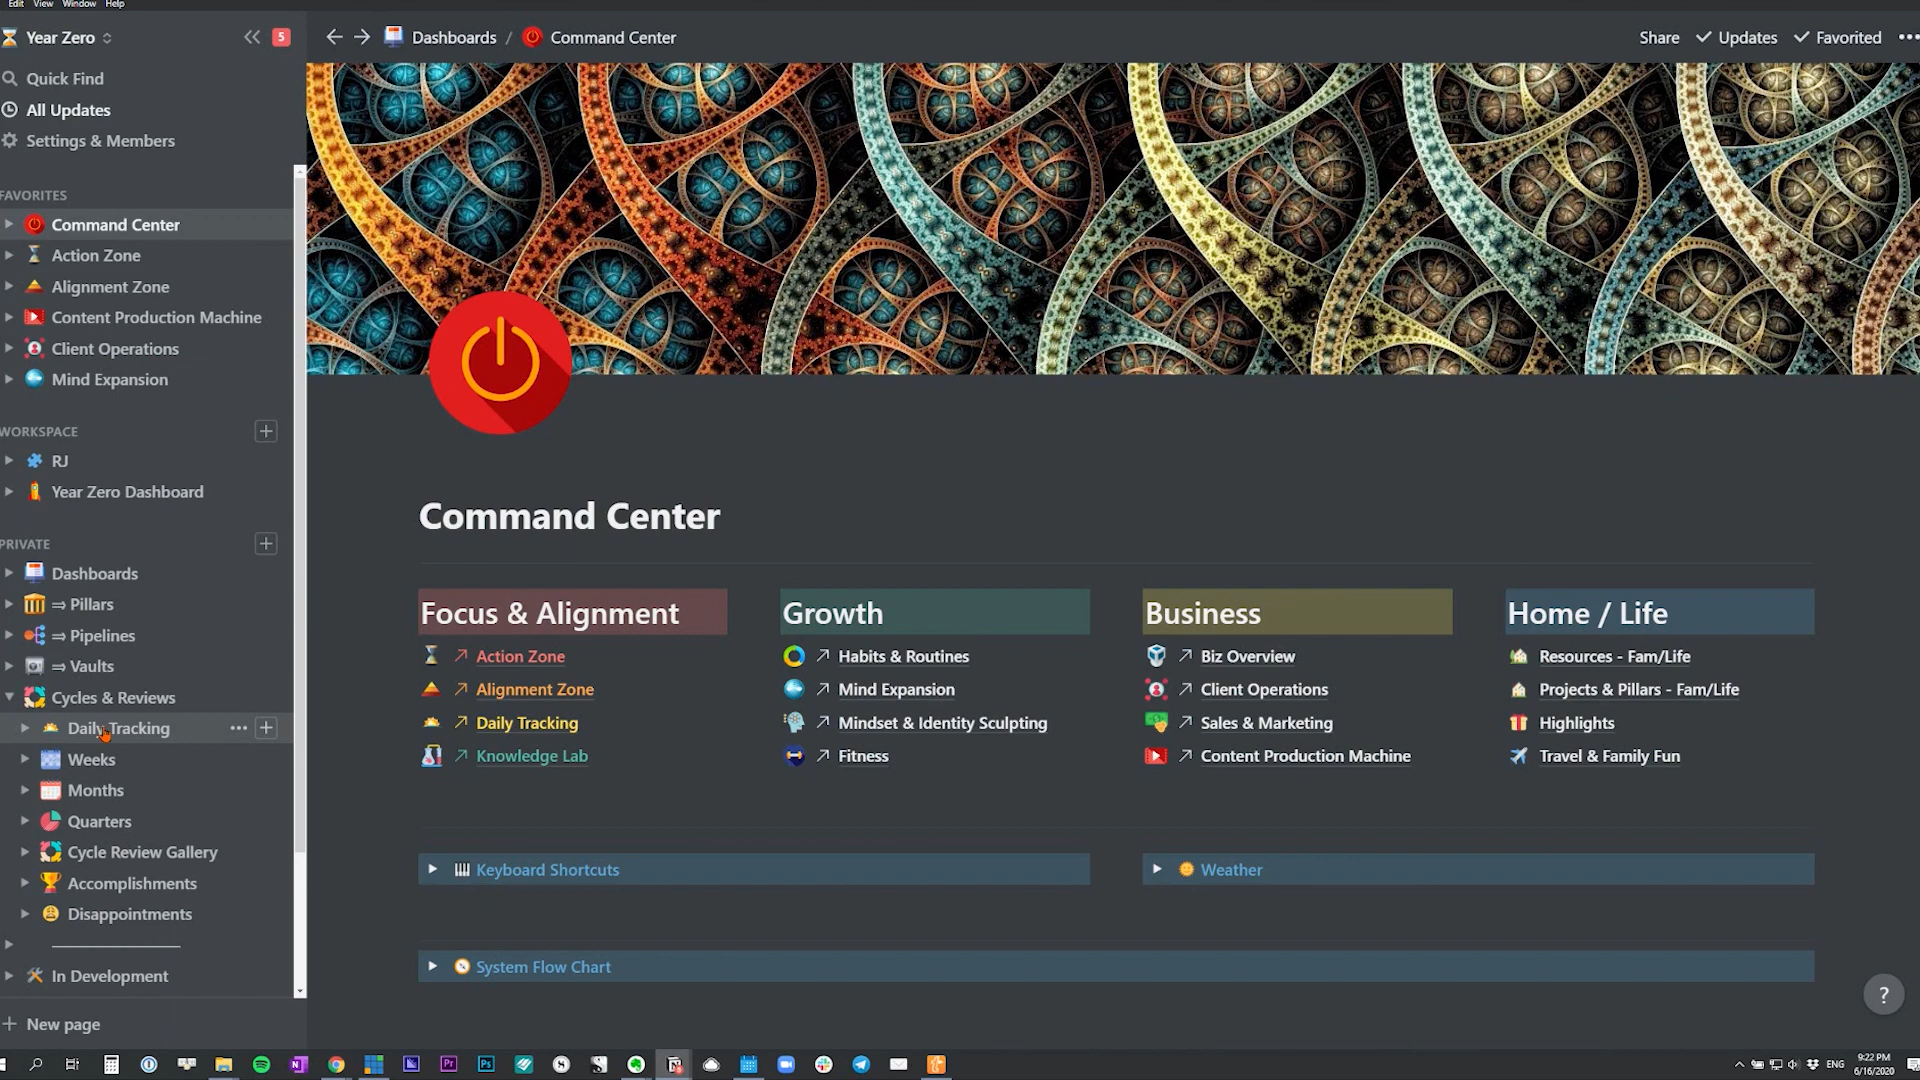 Edit View Window Help
Year Zero
5
Dashboards / Command Center
Share Updates Favorited
Quick Find
All Updates
Settings & Members
FAVORITES
Command Center
Action Zone
Alignment Zone
Content Production Machine
Client Operations
Mind Expansion
WORKSPACE
RJ
Year Zero Dashboard
PRIVATE
Dashboards
⇒ Pillars
⇒ Pipelines
⇒ Vaults
Cycles & Reviews
Daily Tracking
Weeks
Months
Quarters
Cycle Review Gallery
Accomplishments
Disappointments
In Development
New page
Command Center
Focus & Alignment
Action Zone
Alignment Zone
Daily Tracking
Knowledge Lab
Growth
Habits & Routines
Mind Expansion
Mindset & Identity Sculpting
Fitness
Business
Biz Overview
Client Operations
Sales & Marketing
Content Production Machine
Home / Life
Resources - Fam/Life
Projects & Pillars - Fam/Life
Highlights
Travel & Family Fun
Keyboard Shortcuts
Weather
System Flow Chart
?
Pr
Ps
ENG
9:22 PM
6/16/2020